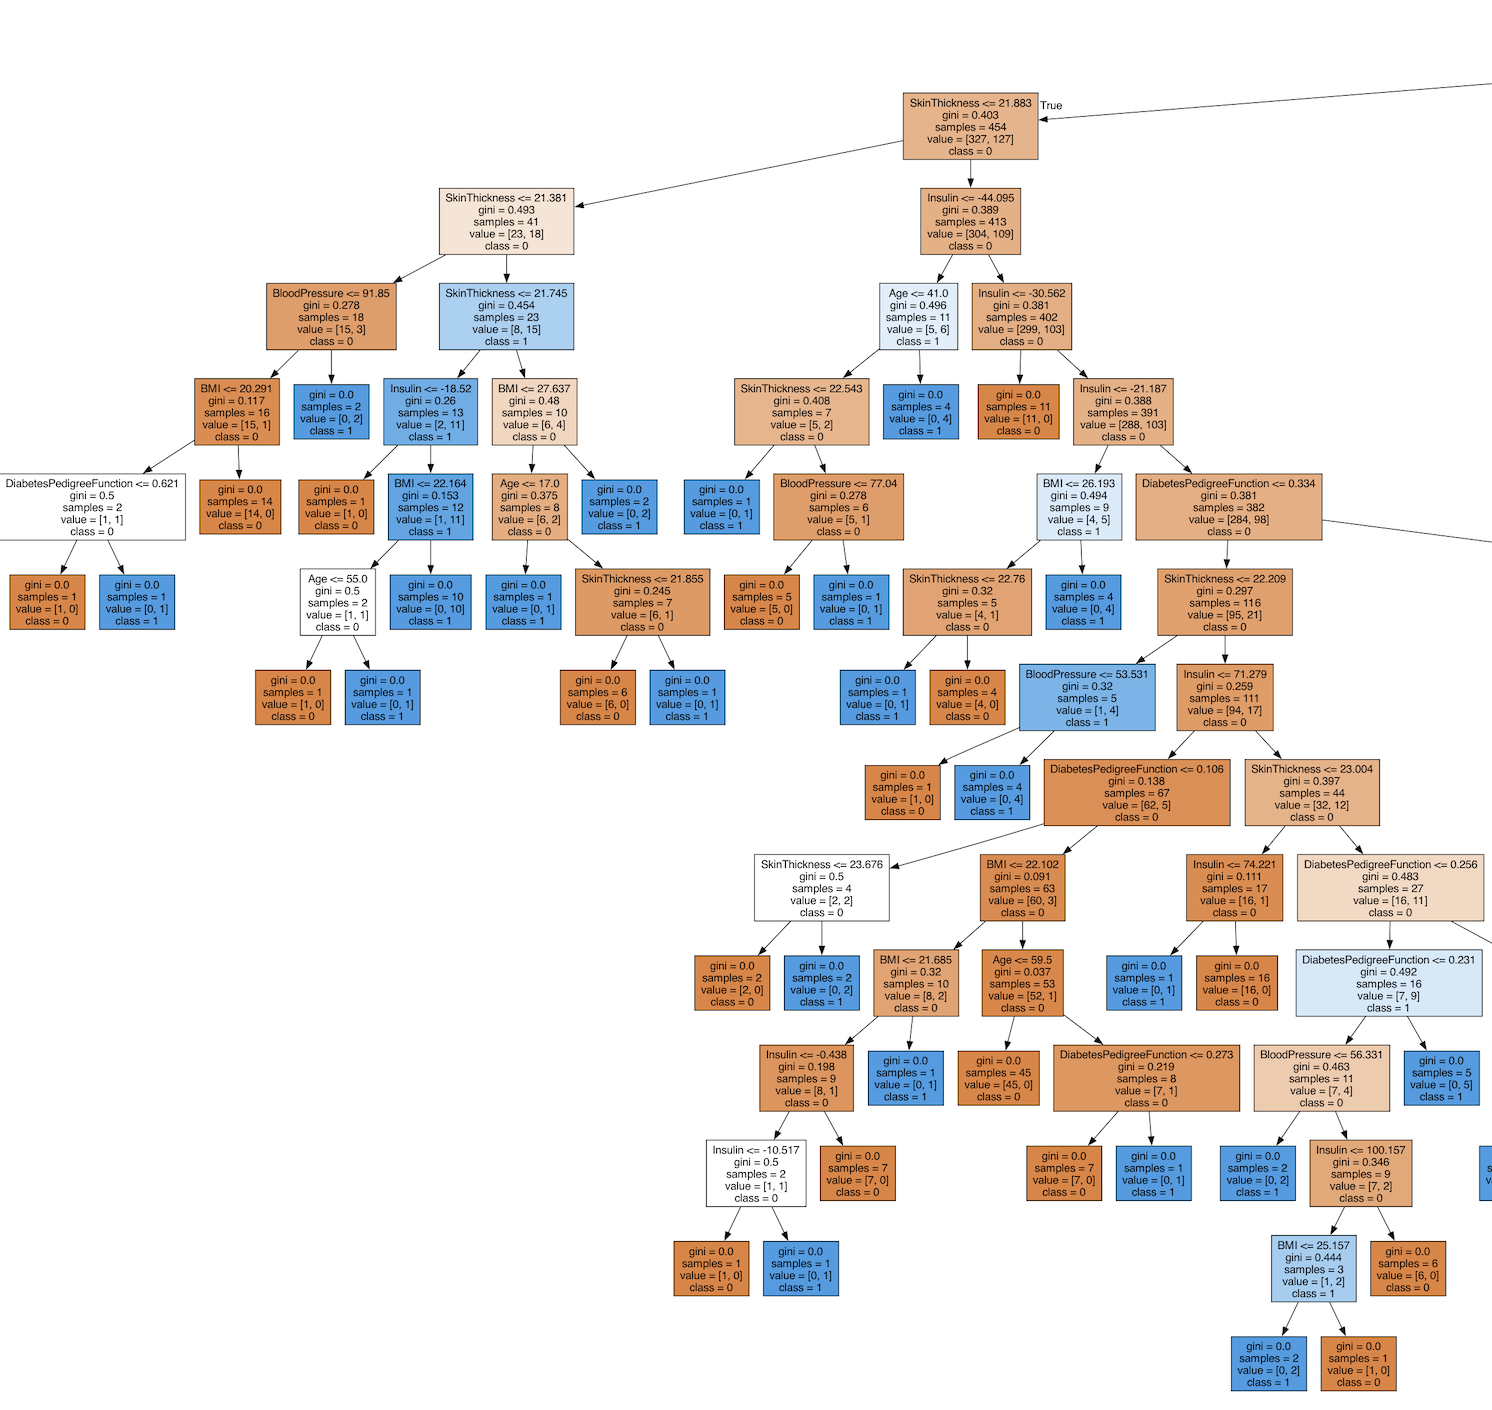 SkinThickness <= 21.883
gini = 0.403
samples = 454
value = [327, 127]
class = 0
True
SkinThickness <= 21.381
gini = 0.493
samples = 41
value = [23, 18]
class = 0
Insulin <= -44.095
gini = 0.389
samples = 413
value = [304, 109]
class = 0
BloodPressure <= 91.85
gini = 0.278
samples = 18
value = [15, 3]
class = 0
SkinThickness <= 21.745
gini = 0.454
samples = 23
value = [8, 15]
class = 1
Age <= 41.0
gini = 0.496
samples = 11
value = [5, 6]
class = 1
Insulin <= -30.562
gini = 0.381
samples = 402
value = [299, 103]
class = 0
BMI <= 20.291
gini = 0.117
samples = 16
value = [15, 1]
class = 0
gini = 0.0
samples = 2
value = [0, 2]
class = 1
Insulin <= -18.52
gini = 0.26
samples = 13
value = [2, 11]
class = 1
BMI <= 27.637
gini = 0.48
samples = 10
value = [6, 4]
class = 0
SkinThickness <= 22.543
gini = 0.408
samples = 7
value = [5, 2]
class = 0
gini = 0.0
samples = 4
value = [0, 4]
class = 1
gini = 0.0
samples = 11
value = [11, 0]
class = 0
Insulin <= -21.187
gini = 0.388
samples = 391
value = [288, 103]
class = 0
DiabetesPedigreeFunction <= 0.621
gini = 0.5
samples = 2
value = [1, 1]
class = 0
gini = 0.0
samples = 14
value = [14, 0]
class = 0
gini = 0.0
samples = 1
value = [1, 0]
class = 0
BMI <= 22.164
gini = 0.153
samples = 12
value = [1, 11]
class = 1
Age <= 17.0
gini = 0.375
samples = 8
value = [6, 2]
class = 0
gini = 0.0
samples = 2
value = [0, 2]
class = 1
gini = 0.0
samples = 1
value = [0, 1]
class = 1
BloodPressure <= 77.04
gini = 0.278
samples = 6
value = [5, 1]
class = 0
BMI <= 26.193
gini = 0.494
samples = 9
value = [4, 5]
class = 1
DiabetesPedigreeFunction <= 0.334
gini = 0.381
samples = 382
value = [284, 98]
class = 0
gini = 0.0
samples = 1
value = [1, 0]
class = 0
gini = 0.0
samples = 1
value = [0, 1]
class = 1
Age <= 55.0
gini = 0.5
samples = 2
value = [1, 1]
class = 0
gini = 0.0
samples = 10
value = [0, 10]
class = 1
gini = 0.0
samples = 1
value = [0, 1]
class = 1
SkinThickness <= 21.855
gini = 0.245
samples = 7
value = [6, 1]
class = 0
gini = 0.0
samples = 5
value = [5, 0]
class = 0
gini = 0.0
samples = 1
value = [0, 1]
class = 1
SkinThickness <= 22.76
gini = 0.32
samples = 5
value = [4, 1]
class = 0
gini = 0.0
samples = 4
value = [0, 4]
class = 1
SkinThickness <= 22.209
gini = 0.297
samples = 116
value = [95, 21]
class = 0
gini = 0.0
samples = 1
value = [1, 0]
class = 0
gini = 0.0
samples = 1
value = [0, 1]
class = 1
gini = 0.0
samples = 6
value = [6, 0]
class = 0
gini = 0.0
samples = 1
value = [0, 1]
class = 1
gini = 0.0
samples = 1
value = [0, 1]
class = 1
gini = 0.0
samples = 4
value = [4, 0]
class = 0
BloodPressure <= 53.531
gini = 0.32
samples = 5
value = [1, 4]
class = 1
Insulin <= 71.279
gini = 0.259
samples = 111
value = [94, 17]
class = 0
gini = 0.0
samples = 1
value = [1, 0]
class = 0
gini = 0.0
samples = 4
value = [0, 4]
class = 1
DiabetesPedigreeFunction <= 0.106
gini = 0.138
samples = 67
value = [62, 5]
class = 0
SkinThickness <= 23.004
gini = 0.397
samples = 44
value = [32, 12]
class = 0
SkinThickness <= 23.676
gini = 0.5
samples = 4
value = [2, 2]
class = 0
BMI <= 22.102
gini = 0.091
samples = 63
value = [60, 3]
class = 0
Insulin <= 74.221
gini = 0.111
samples = 17
value = [16, 1]
class = 0
DiabetesPedigreeFunction <= 0.256
gini = 0.483
samples = 27
value = [16, 11]
class = 0
gini = 0.0
samples = 2
value = [2, 0]
class = 0
gini = 0.0
samples = 2
value = [0, 2]
class = 1
BMI <= 21.685
gini = 0.32
samples = 10
value = [8, 2]
class = 0
Age <= 59.5
gini = 0.037
samples = 53
value = [52, 1]
class = 0
gini = 0.0
samples = 1
value = [0, 1]
class = 1
gini = 0.0
samples = 16
value = [16, 0]
class = 0
DiabetesPedigreeFunction <= 0.231
gini = 0.492
samples = 16
value = [7, 9]
class = 1
Insulin <= -0.438
gini = 0.198
samples = 9
value = [8, 1]
class = 0
gini = 0.0
samples = 1
value = [0, 1]
class = 1
gini = 0.0
samples = 45
value = [45, 0]
class = 0
DiabetesPedigreeFunction <= 0.273
gini = 0.219
samples = 8
value = [7, 1]
class = 0
BloodPressure <= 56.331
gini = 0.463
samples = 11
value = [7, 4]
class = 0
gini = 0.0
samples = 5
value = [0, 5]
class = 1
Insulin <= -10.517
gini = 0.5
samples = 2
value = [1, 1]
class = 0
gini = 0.0
samples = 7
value = [7, 0]
class = 0
gini = 0.0
samples = 7
value = [7, 0]
class = 0
gini = 0.0
samples = 1
value = [0, 1]
class = 1
gini = 0.0
samples = 2
value = [0, 2]
class = 1
Insulin <= 100.157
gini = 0.346
samples = 9
value = [7, 2]
class = 0
gini = 0.0
samples = 1
value = [1, 0]
class = 0
gini = 0.0
samples = 1
value = [0, 1]
class = 1
BMI <= 25.157
gini = 0.444
samples = 3
value = [1, 2]
class = 1
gini = 0.0
samples = 6
value = [6, 0]
class = 0
gini = 0.0
samples = 2
value = [0, 2]
class = 1
gini = 0.0
samples = 1
value = [1, 0]
class = 0